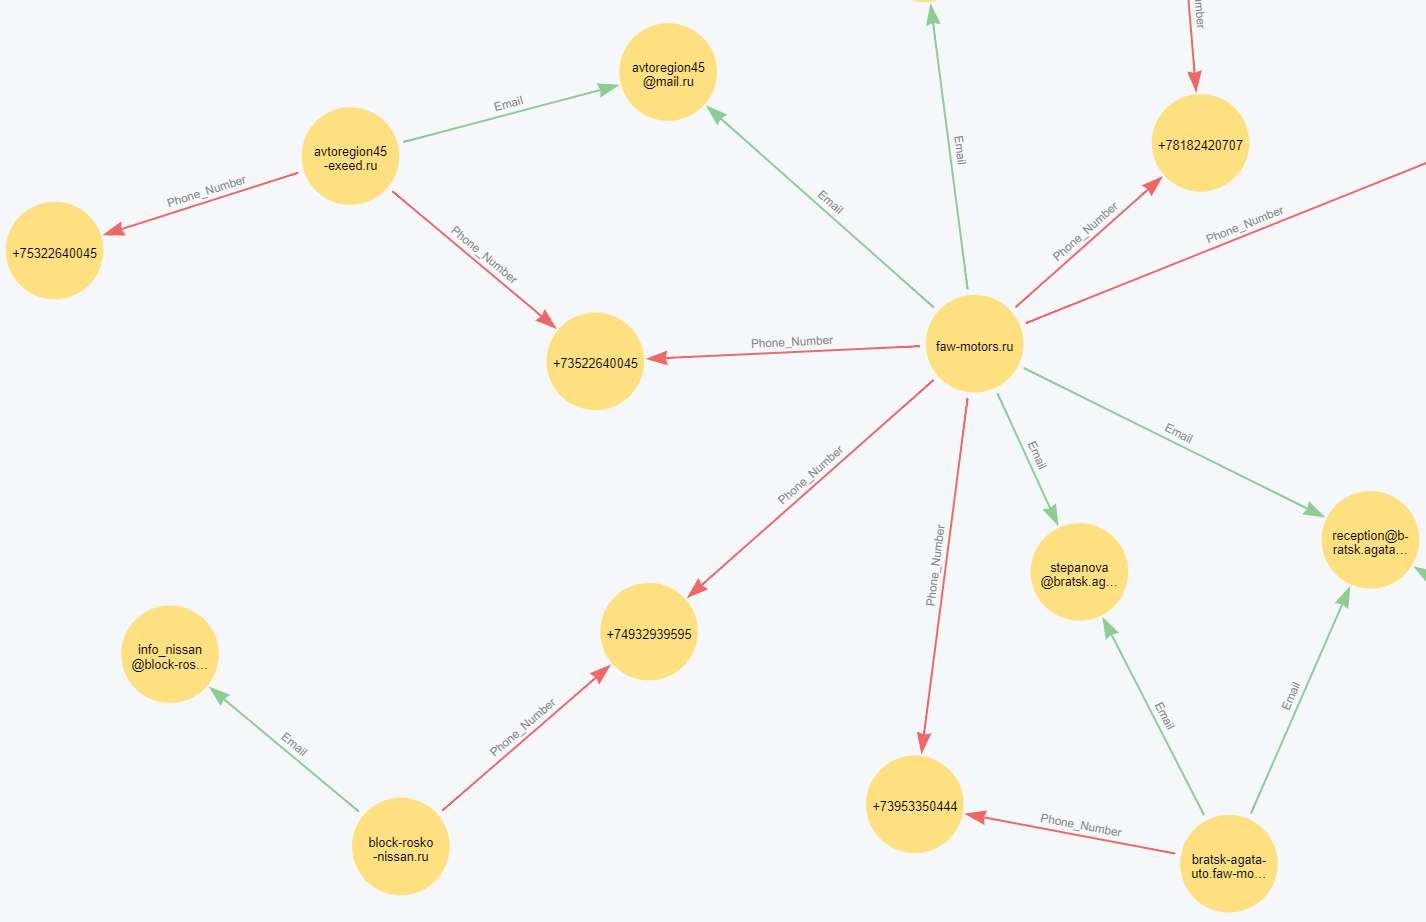 umber
avtoregion45
@mail.ru
Email
avtoregion45
-exeed.ru
Email
+78182420707
Phone_Number
Email
Phone_Number
Phone_Number
+75322640045
Phone_Number
Phone_Number
faw-motors.ru
+73522640045
Email
Email
Phone_Number
reception@b-
ratsk.agata...
Phone_Number
stepanova
@bratsk.ag...
+74932939595
info_nissan
@block-ros...
Email
Email
Phone_Number
Email
+73953350444
Phone_Number
block-rosko
-nissan.ru
bratsk-agata-
uto.faw-mo...